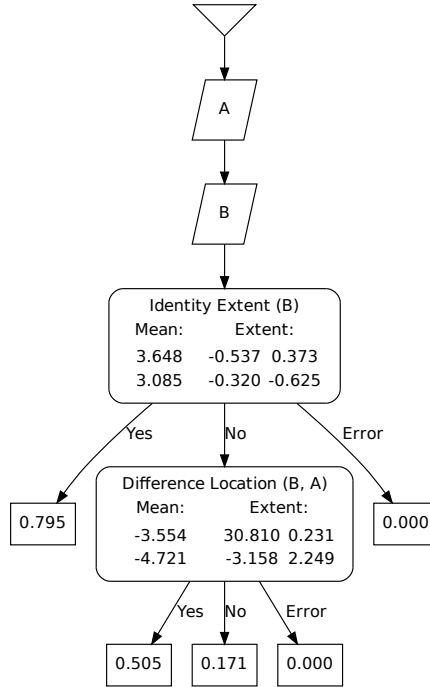 A
B
Identity Extent (B)
Mean: Extent:
3.648 -0.537 0.373
3.085 -0.320 -0.625
Yes No Error
0.795
0.000
Difference Location (B, A)
Mean: Extent:
-3.554 30.810 0.231
-4.721 -3.158 2.249
Yes No Error
0.505 0.171 0.000